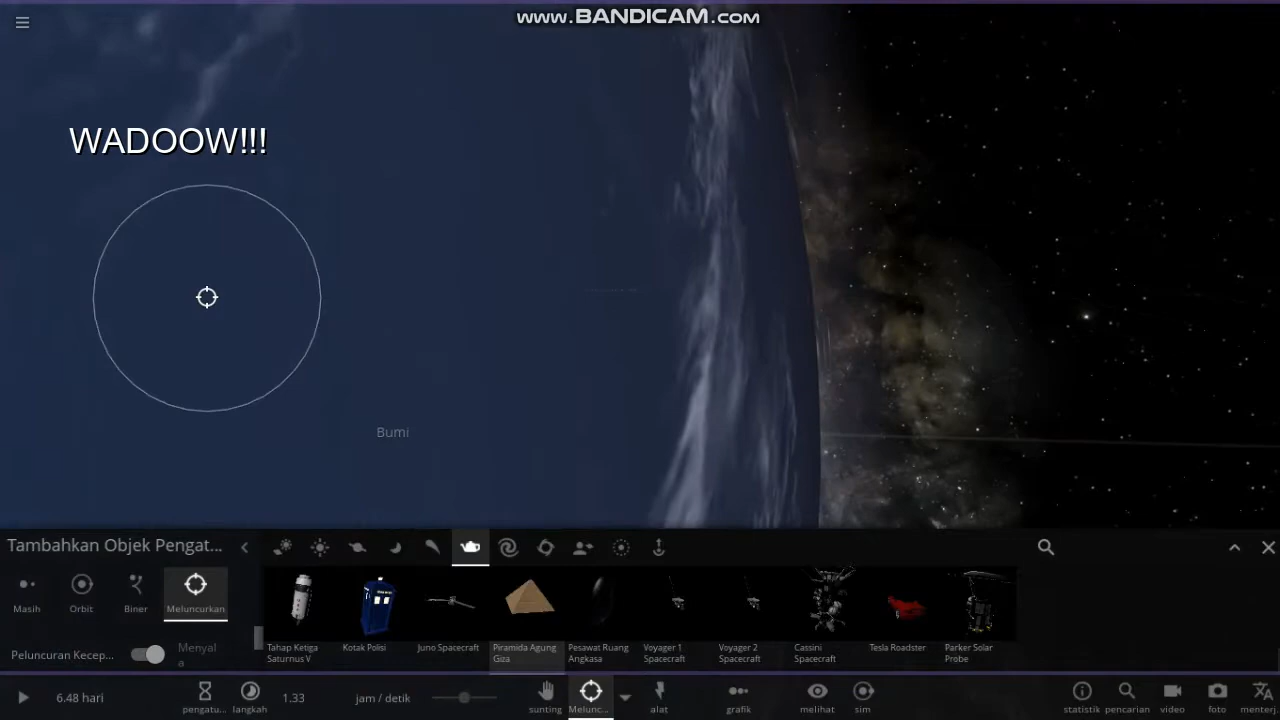 www.BANDICAM.com
WADOOW!!!
Bumi
Tambahkan Objek Pengat...
Masih
Orbit
Biner
Meluncurkan
Peluncuran Kecep...
Menyal
a
Tahap Ketiga
Saturnus V
Kotak Polisi
Juno Spacecraft
Piramida Agung
Giza
Pesawat Ruang
Angkasa
Voyager 1
Spacecraft
Voyager 2
Spacecraft
Cassini
Spacecraft
Tesla Roadster
Parker Solar
Probe
6.48 hari
pengatu...
langkah
1.33
jam / detik
sunting
Melunc...
alat
grafik
melihat
sim
statistik
pencarian
video
foto
menterj